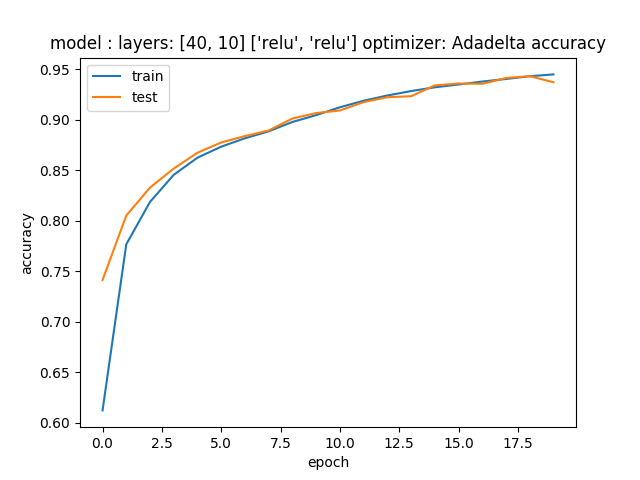 model : layers: [40, 10] ['relu', 'relu'] optimizer: Adadelta accuracy
train
test
0.95
0.90
0.85
0.80
0.75
0.70
0.65
0.60
accuracy
0.0 2.5 5.0 7.5 10.0 12.5 15.0 17.5
epoch